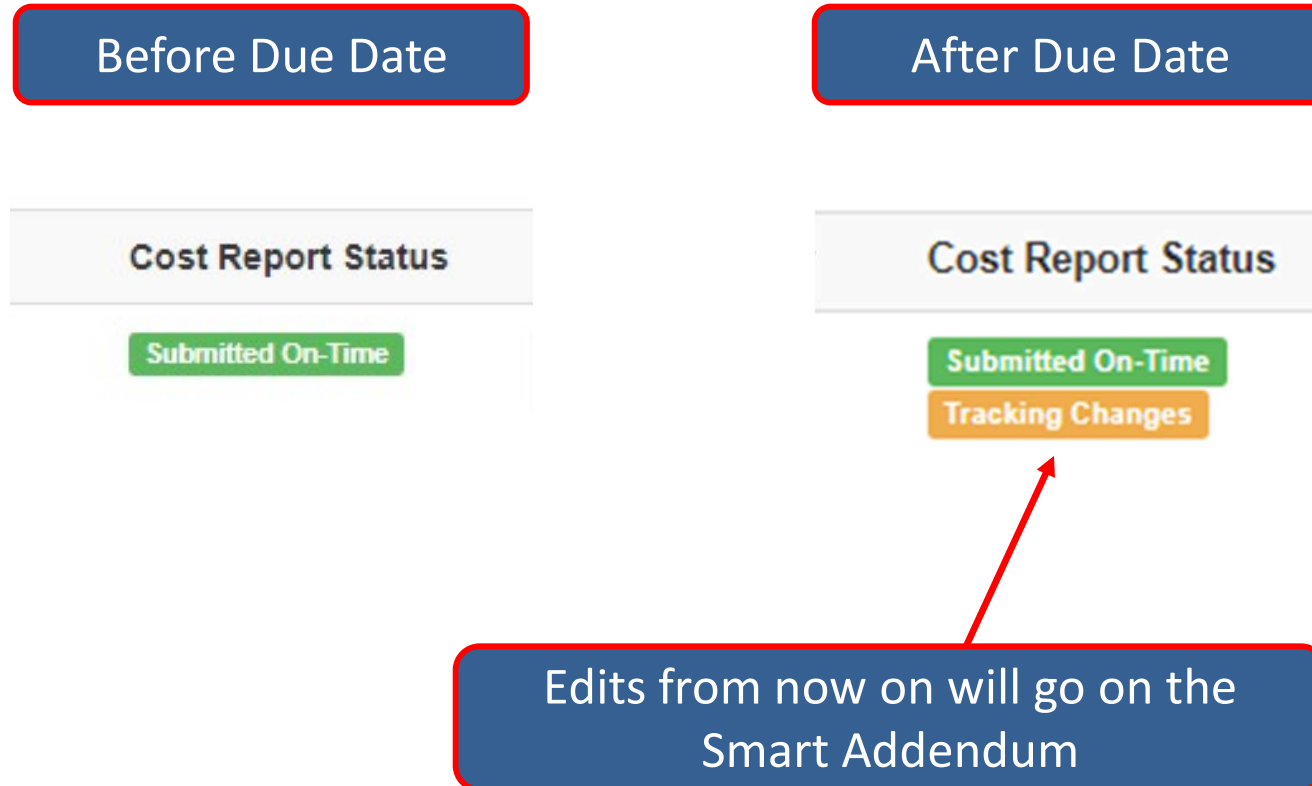 Before Due Date
After Due Date
Cost Report Status
Submitted On-Time
Cost Report Status
Submitted On-Time
Tracking Changes
Edits from now on will go on the
Smart Addendum